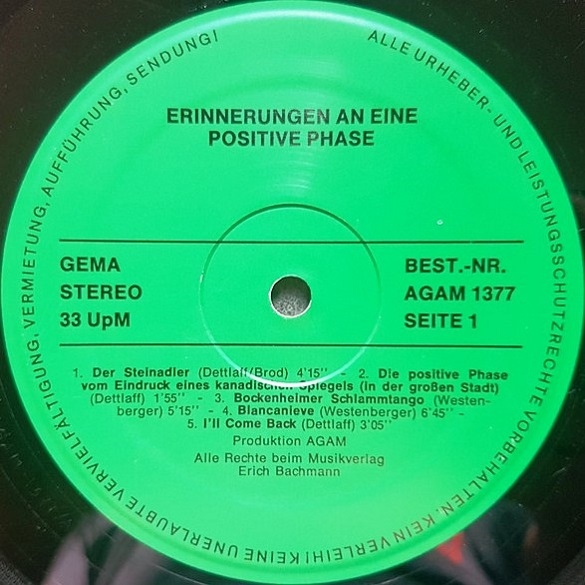 ALLE URHEBER- UND LEISTUNGSSCHUTZRECHTE VORBEHALTEN. KEIN VERLEIH! KEINE UNERLAUBTE VERVIELFÄLTIGUNG, VERMIETUNG, AUFFÜHRUNG, SENDUNG!
ERINNERUNGEN AN EINE
POSITIVE PHASE
GEMA
STEREO
33 UpM
BEST.-NR.
AGAM 1377
SEITE 1
1. Der Steinadler (Dettlaff/Brod) 4'15'' - 2. Die positive Phase
vom Eindruck eines kanadischen Spiegels (in der großen Stadt)
(Dettlaff) 1'55'' - 3. Bockenheimer Schlammtango (Westen-
berger) 5'15'' - 4. Blancanieve (Westenberger) 6'45'' -
5. I'll Come Back (Dettlaff) 3'05''
Produktion AGAM
Alle Rechte beim Musikverlag
Erich Bachmann